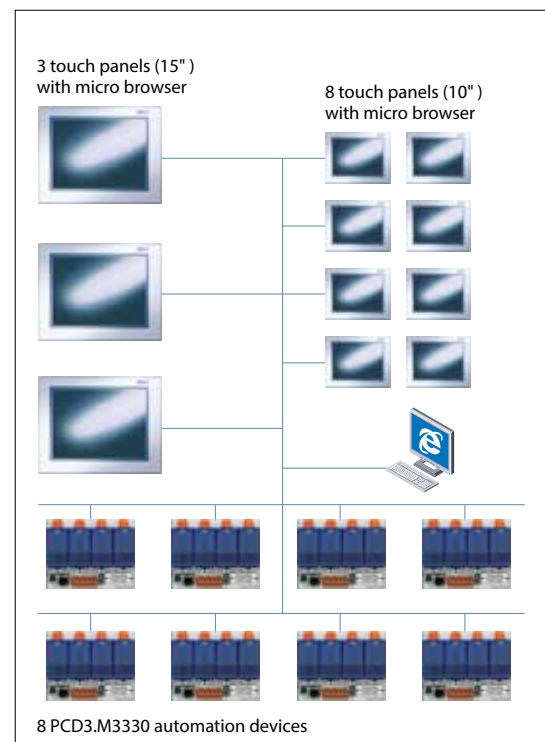 3 touch panels (15" )
with micro browser
8 touch panels (10" )
with micro browser
8 PCD3.M3330 automation devices